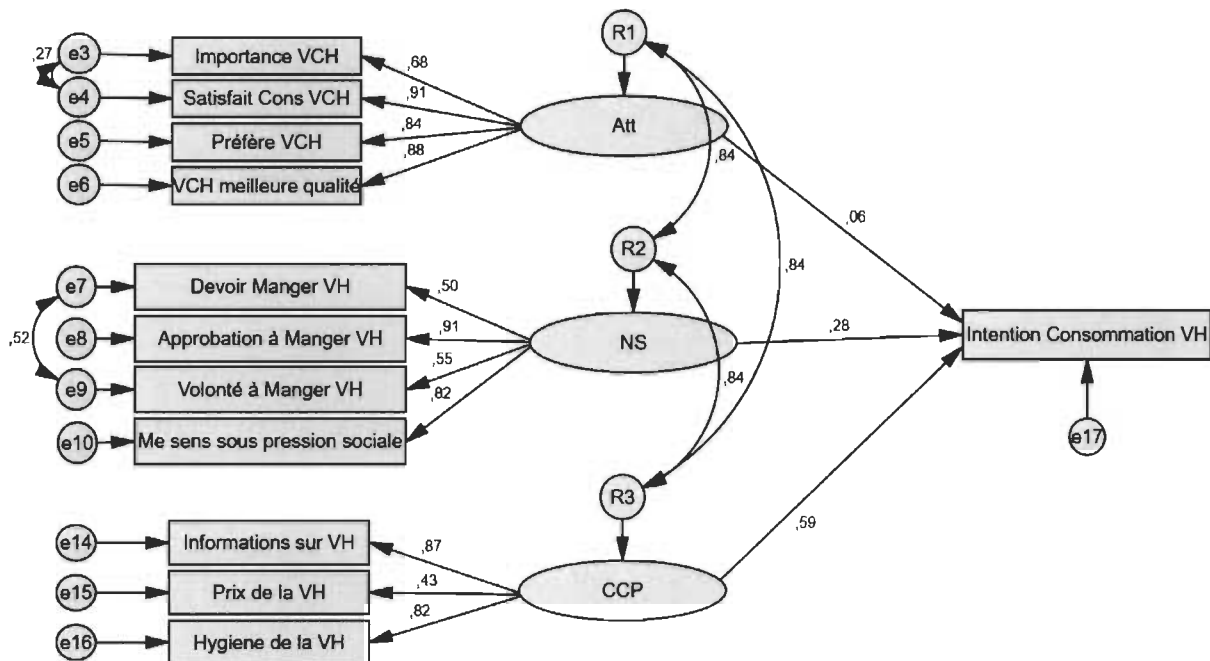 R1
,27
e3
Importance VCH
,68
e4
Satisfait Cons VCH
,91
Att
e5
Préfère VCH
,84
e6
VCH meilleure qualité
,88
,84
,06
R2
,84
e7
Devoir Manger VH
,50
,52
e8
Approbation à Manger VH
,91
NS
,28
Intention Consommation VH
e9
Volonté à Manger VH
,55
,84
e10
Me sens sous pression sociale
,82
e17
R3
,59
e14
Informations sur VH
,87
e15
Prix de la VH
,43
CCP
e16
Hygiene de la VH
,82